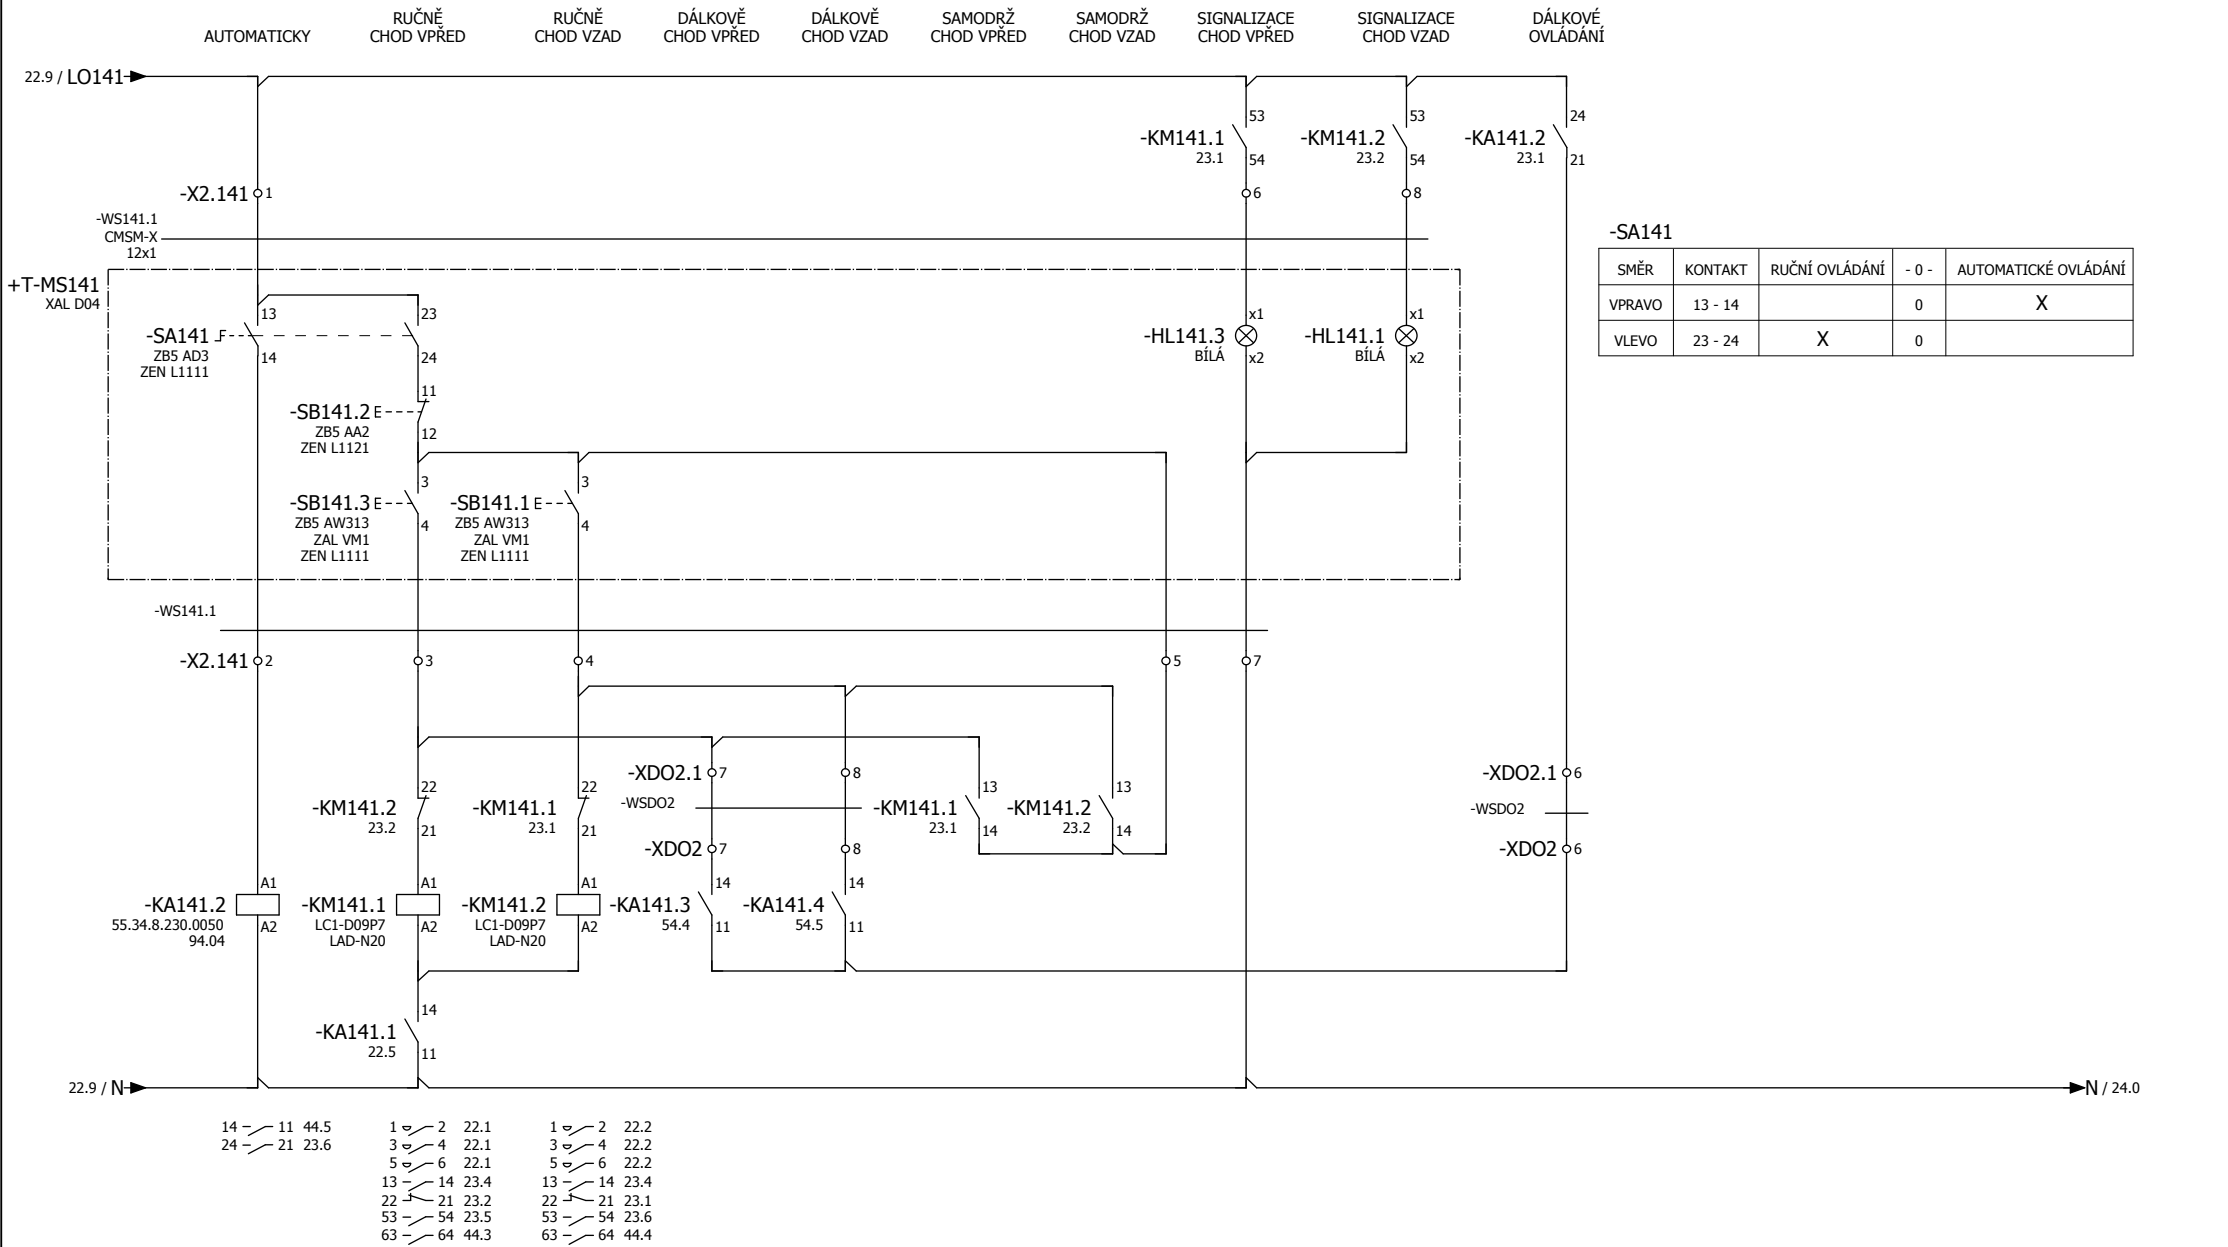 AUTOMATICKY
RUČNĚ
CHOD VPŘED
RUČNĚ
CHOD VZAD
DÁLKOVĚ
CHOD VPŘED
DÁLKOVĚ
CHOD VZAD
SAMODRŽ
CHOD VPŘED
SAMODRŽ
CHOD VZAD
SIGNALIZACE
CHOD VPŘED
SIGNALIZACE
CHOD VZAD
DÁLKOVÉ
OVLÁDÁNÍ
22.9 / LO141
53
-KM141.1
23.1
54
53
-KM141.2
23.2
54
24
-KA141.2
23.1
21
-X2.141 1
6
8
-WS141.1
CMSM-X
12x1
+T-MS141
XAL D04
13
-SA141
ZB5 AD3
ZEN L1111
14
23
24
x1
-HL141.3
BÍLÁ
x2
x1
-HL141.1
BÍLÁ
x2
-SA141
SMĚR KONTAKT RUČNÍ OVLÁDÁNÍ - 0 - AUTOMATICKÉ OVLÁDÁNÍ
VPRAVO 13 - 14 0 X
VLEVO 23 - 24 X 0
11
-SB141.2 E
ZB5 AA2
ZEN L1121
12
3
-SB141.3 E
ZB5 AW313
ZAL VM1
ZEN L1111
4
3
-SB141.1 E
ZB5 AW313
ZAL VM1
ZEN L1111
4
-WS141.1
-X2.141 2
3
4
5
7
22
-KM141.2
23.2
21
22
-KM141.1
23.1
21
-XDO2.1 7
8
-WSDO2
-XDO2 7
8
13
-KM141.1
23.1
14
13
-KM141.2
23.2
14
-XDO2.1 6
-WSDO2
-XDO2 6
A1
-KA141.2
55.34.8.230.0050
94.04
A2
A1
-KM141.1
LC1-D09P7
LAD-N20
A2
A1
-KM141.2
LC1-D09P7
LAD-N20
A2
14
-KA141.3
54.4
11
14
-KA141.4
54.5
11
14
-KA141.1
22.5
11
22.9 / N
N / 24.0
14 11 44.5
24 21 23.6
1 2 22.1
3 4 22.1
5 6 22.1
13 14 23.4
22 21 23.2
53 54 23.5
63 64 44.3
1 2 22.2
3 4 22.2
5 6 22.2
13 14 23.4
22 21 23.1
53 54 23.6
63 64 44.4